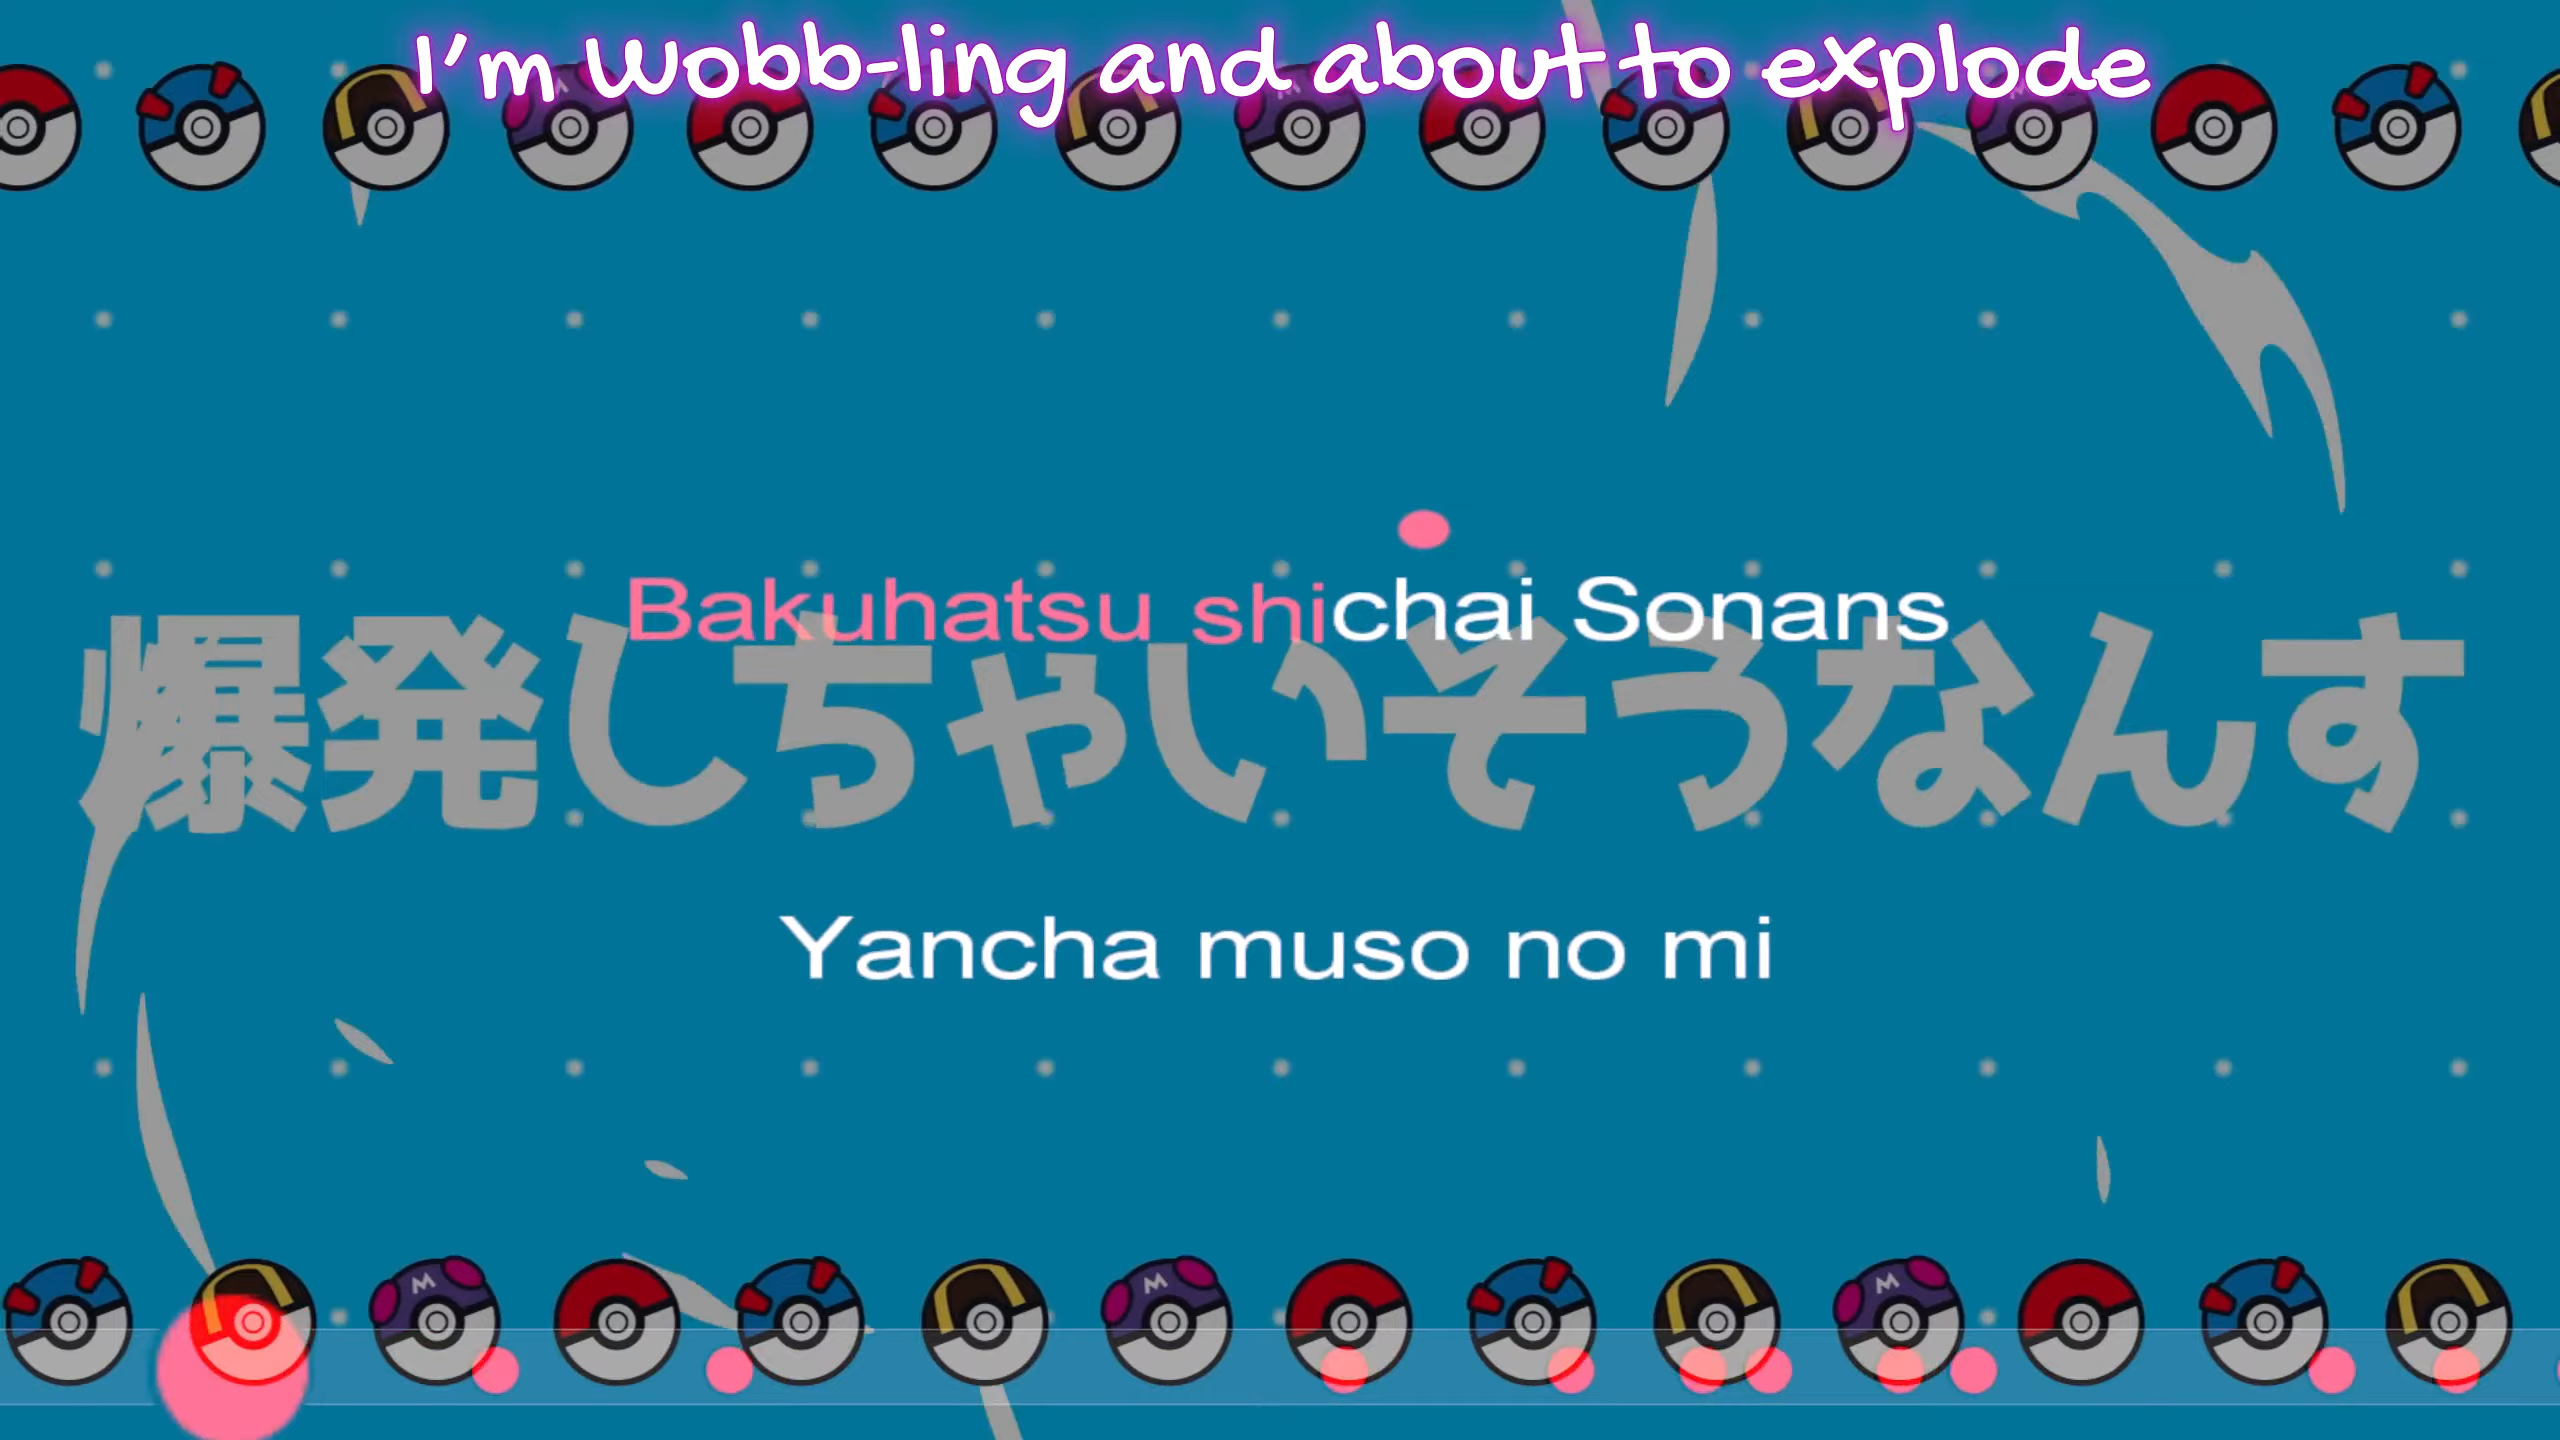 I'm Wobb-ling and about to explode
Bakuhatsu shichai Sonans
爆発しちゃいそうなんす
Yancha muso no mi